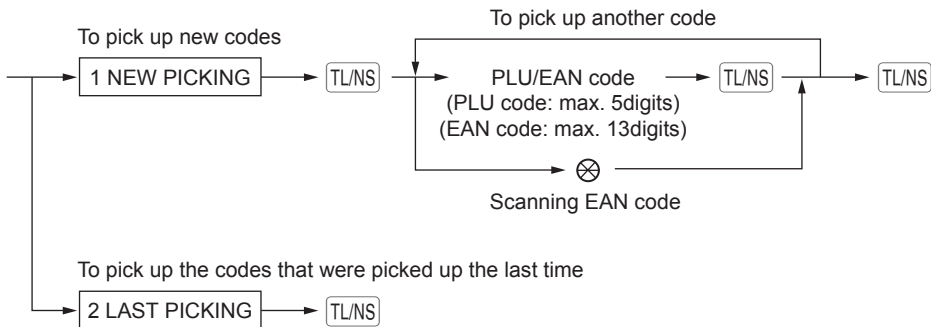 To pick up another code
To pick up new codes
1 NEW PICKING TL/NS PLU/EAN code TL/NS TL/NS
(PLU code: max. 5digits)
(EAN code: max. 13digits)
Scanning EAN code
To pick up the codes that were picked up the last time
2 LAST PICKING TL/NS